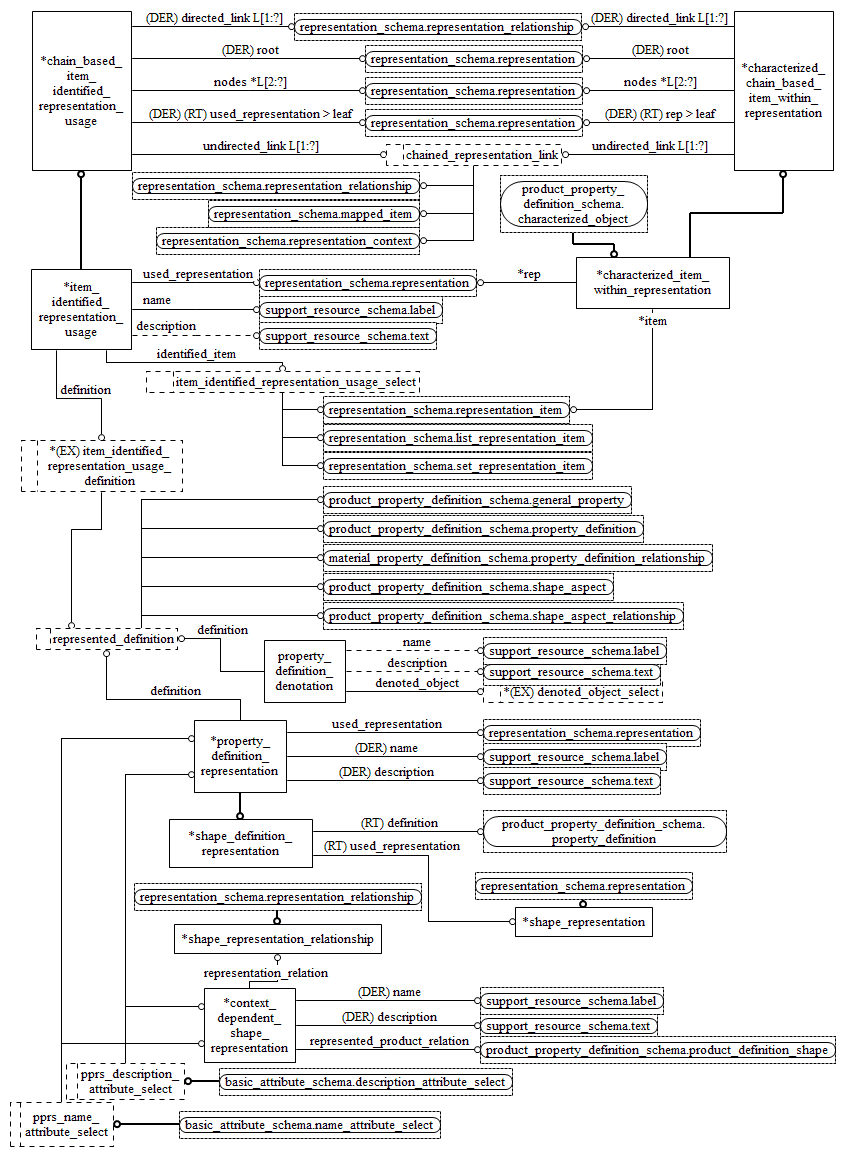 (DER) directed_link L[1:?]
representation_schema.representation_relationship
(DER) directed_link L[1:?]
*chain_based_
item_
identified_
representation_
usage
(DER) root
representation_schema.representation
(DER) root
*characterized_
chain_based_
item_within_
representation
nodes *L[2:?]
representation_schema.representation
nodes *L[2:?]
(DER) (RT) used_representation > leaf
representation_schema.representation
(DER) (RT) rep > leaf
undirected_link L[1:?]
chained_representation_link
undirected_link L[1:?]
representation_schema.representation_relationship
representation_schema.mapped_item
representation_schema.representation_context
product_property_
definition_schema.
characterized_object
*item_
identified_
representation_
usage
used_representation
representation_schema.representation
*rep
*characterized_item_
within_representation
name
support_resource_schema.label
description
support_resource_schema.text
*item
identified_item
item_identified_representation_usage_select
definition
representation_schema.representation_item
representation_schema.list_representation_item
representation_schema.set_representation_item
*(EX) item_identified_
representation_usage_
definition
product_property_definition_schema.general_property
product_property_definition_schema.property_definition
material_property_definition_schema.property_definition_relationship
product_property_definition_schema.shape_aspect
product_property_definition_schema.shape_aspect_relationship
represented_definition
definition
property_
definition_
denotation
name
support_resource_schema.label
description
support_resource_schema.text
denoted_object
*(EX) denoted_object_select
definition
*property_
definition_
representation
used_representation
representation_schema.representation
(DER) name
support_resource_schema.label
(DER) description
support_resource_schema.text
*shape_definition_
representation
(RT) definition
product_property_definition_schema.
property_definition
(RT) used_representation
representation_schema.representation_relationship
representation_schema.representation
*shape_representation
*shape_representation_relationship
representation_relation
*context_
dependent_
shape_
representation
(DER) name
support_resource_schema.label
(DER) description
support_resource_schema.text
represented_product_relation
product_property_definition_schema.product_definition_shape
pprs_description_
attribute_select
basic_attribute_schema.description_attribute_select
pprs_name_
attribute_select
basic_attribute_schema.name_attribute_select